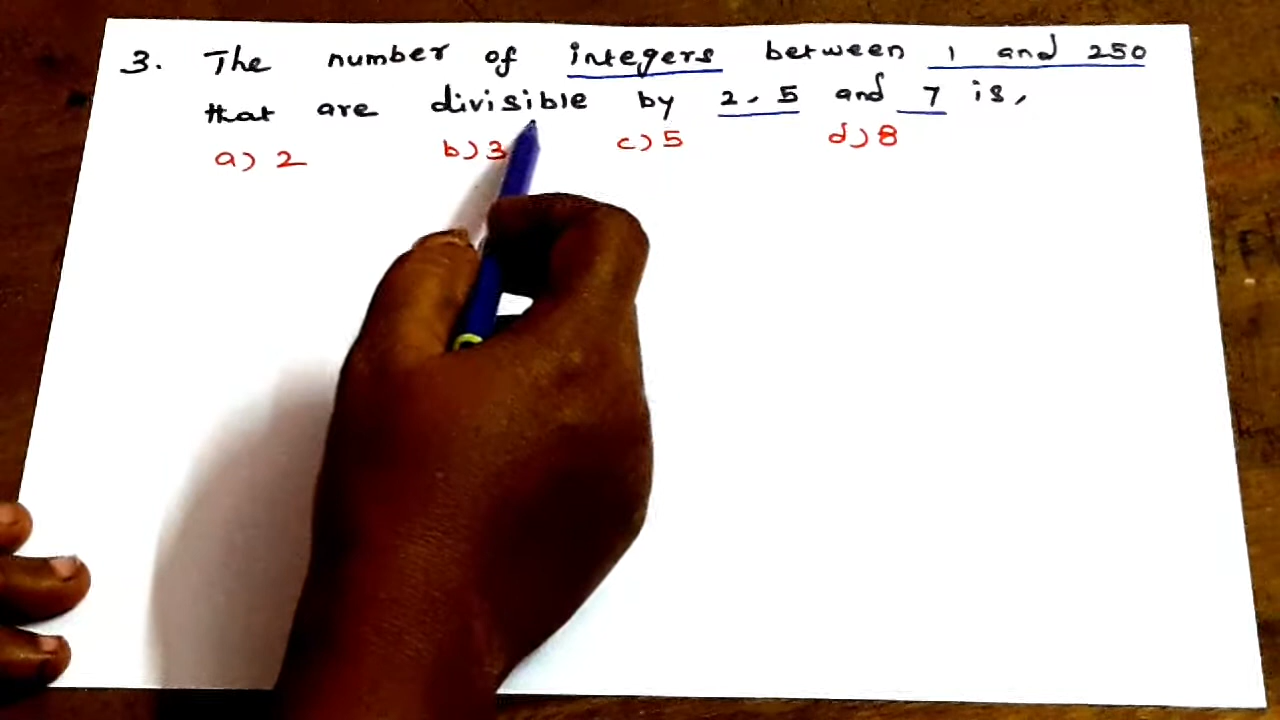 3. The number of integers between 1 and 250
that are divisible by 2, 5 and 7 is,
a) 2 b) 3 c) 5 d) 8